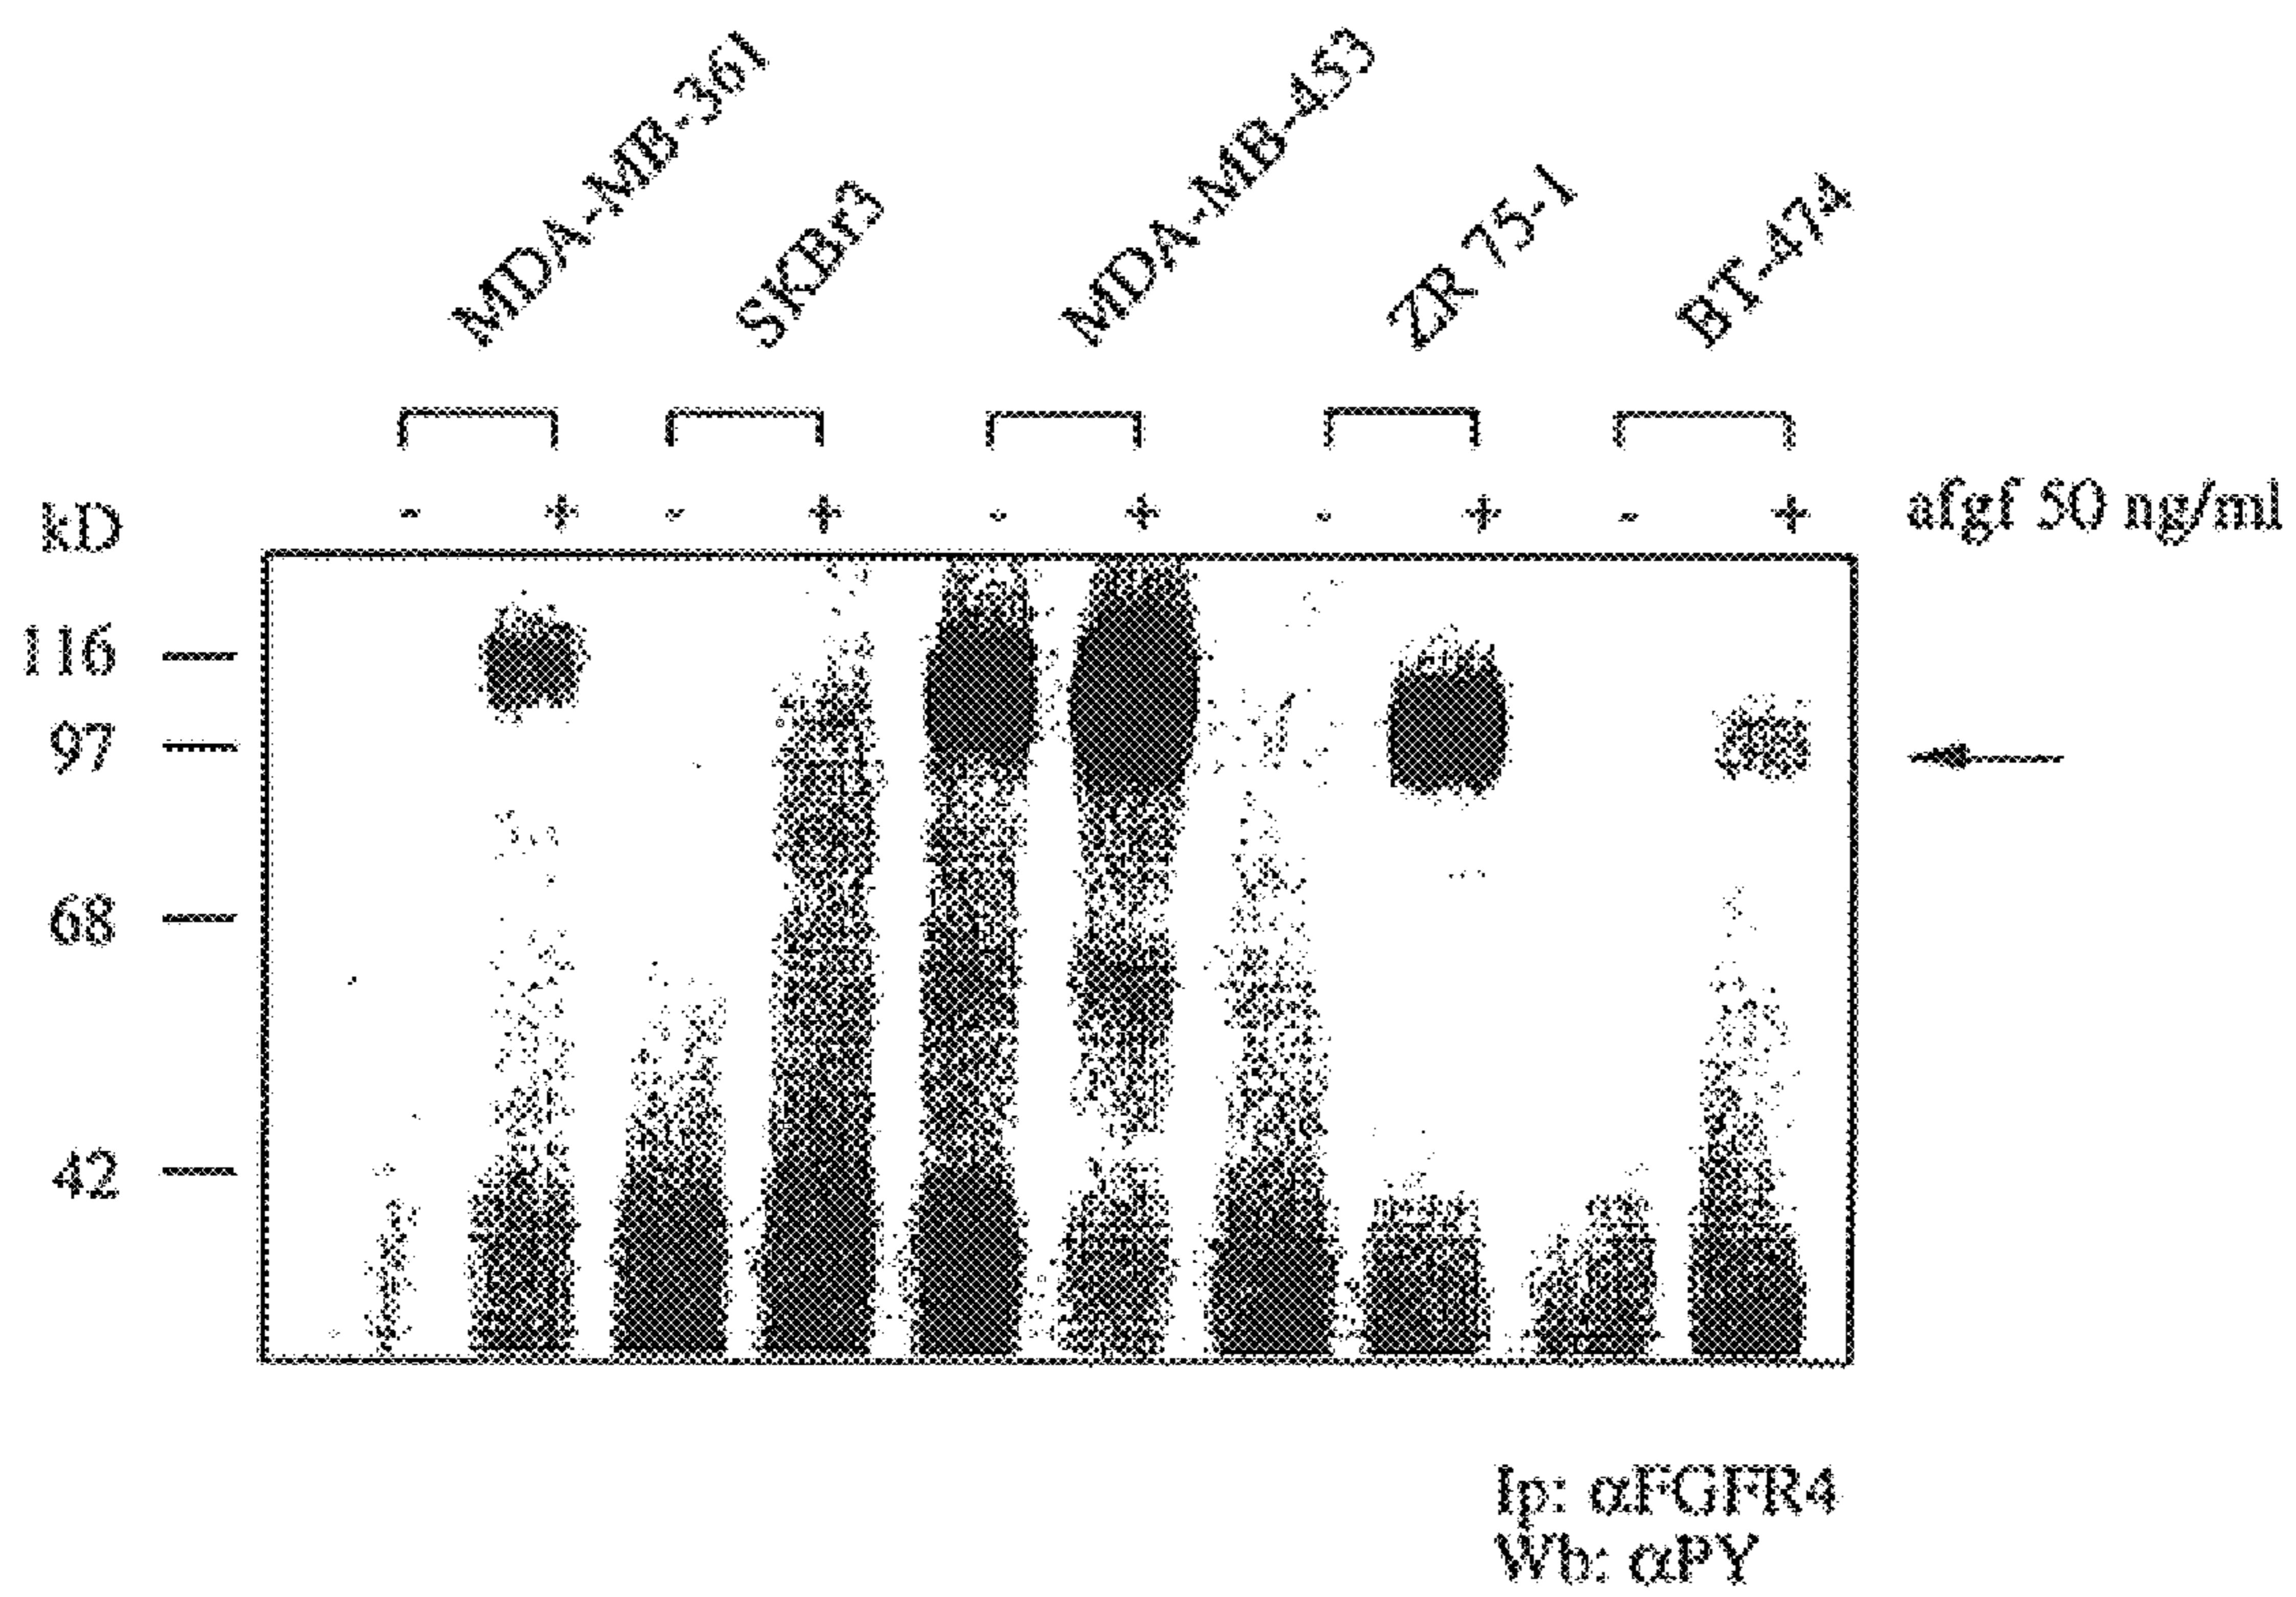 MDA-MB-361
SKBr3
MDA-MB-453
ZR 75-1
BT-474
kD - + - + - + - + - + afgf 50 ng/ml
116
97
68
42
Ip: αFGFR4
Wb: αPY